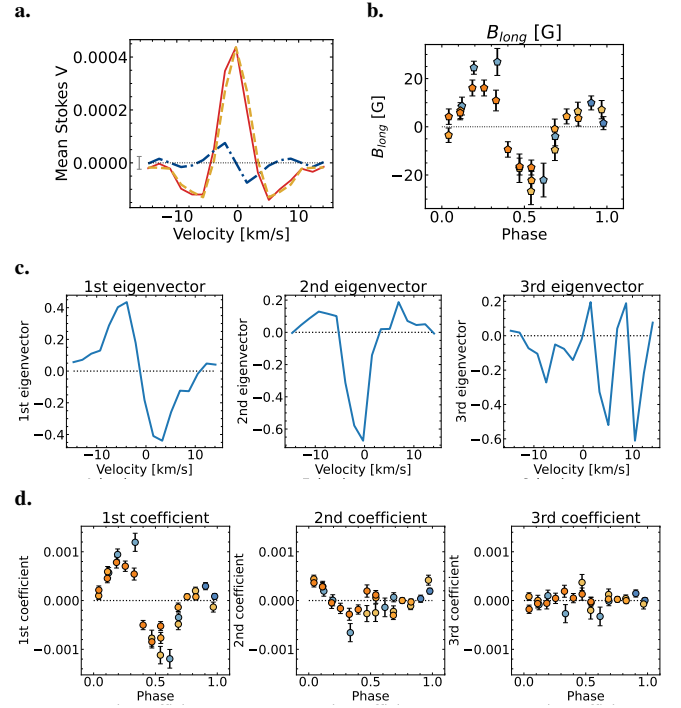 a.
Mean Stokes V
0.0004
0.0002
0.0000
−10
0
10
Velocity [km/s]
b.
B_long [G]
B_long [G]
20
0
−20
0.0
0.5
1.0
Phase
c.
1st eigenvector
1st eigenvector
0.4
0.2
0.0
−0.2
−0.4
−10
0
10
Velocity [km/s]
2nd eigenvector
2nd eigenvector
0.2
0.0
−0.2
−0.4
−0.6
−10
0
10
Velocity [km/s]
3rd eigenvector
3rd eigenvector
0.2
0.0
−0.2
−0.4
−0.6
−10
0
10
Velocity [km/s]
d.
1st coefficient
1st coefficient
0.001
0.000
−0.001
0.0
0.5
1.0
Phase
2nd coefficient
2nd coefficient
0.001
0.000
−0.001
0.0
0.5
1.0
Phase
3rd coefficient
3rd coefficient
0.001
0.000
−0.001
0.0
0.5
1.0
Phase